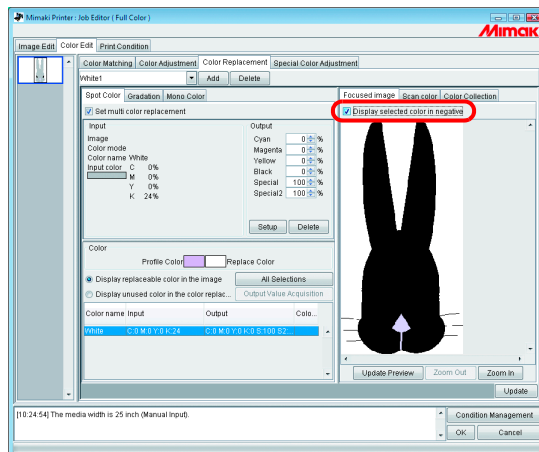 Mimaki Printer : Job Editor ( Full Color )
Mimaki
Image Edit Color Edit Print Condition
Color Matching Color Adjustment Color Replacement Special Color Adjustment
White1 Add Delete
Spot Color Gradation Mono Color Focused image Scan color Color Collection
Set multi color replacement Display selected color in negative
Input Output
Image Cyan 0 %
Color mode Magenta 0 %
Color name White Yellow 0 %
Input color C 0% Black 0 %
M 0% Special 100 %
Y 0% Special2 100 %
K 24%
Setup Delete
Color
Profile Color Replace Color
Display replaceable color in the image All Selections
Display unused color in the color replac... Output Value Acquisition
Color name Input Output Colo...
White C:0 M:0 Y:0 K:24 C:0 M:0 Y:0 K:0 S:100 S2:...
Update Preview Zoom Out Zoom In
Update
[10:24:54] The media width is 25 inch (Manual Input). Condition Management
OK Cancel